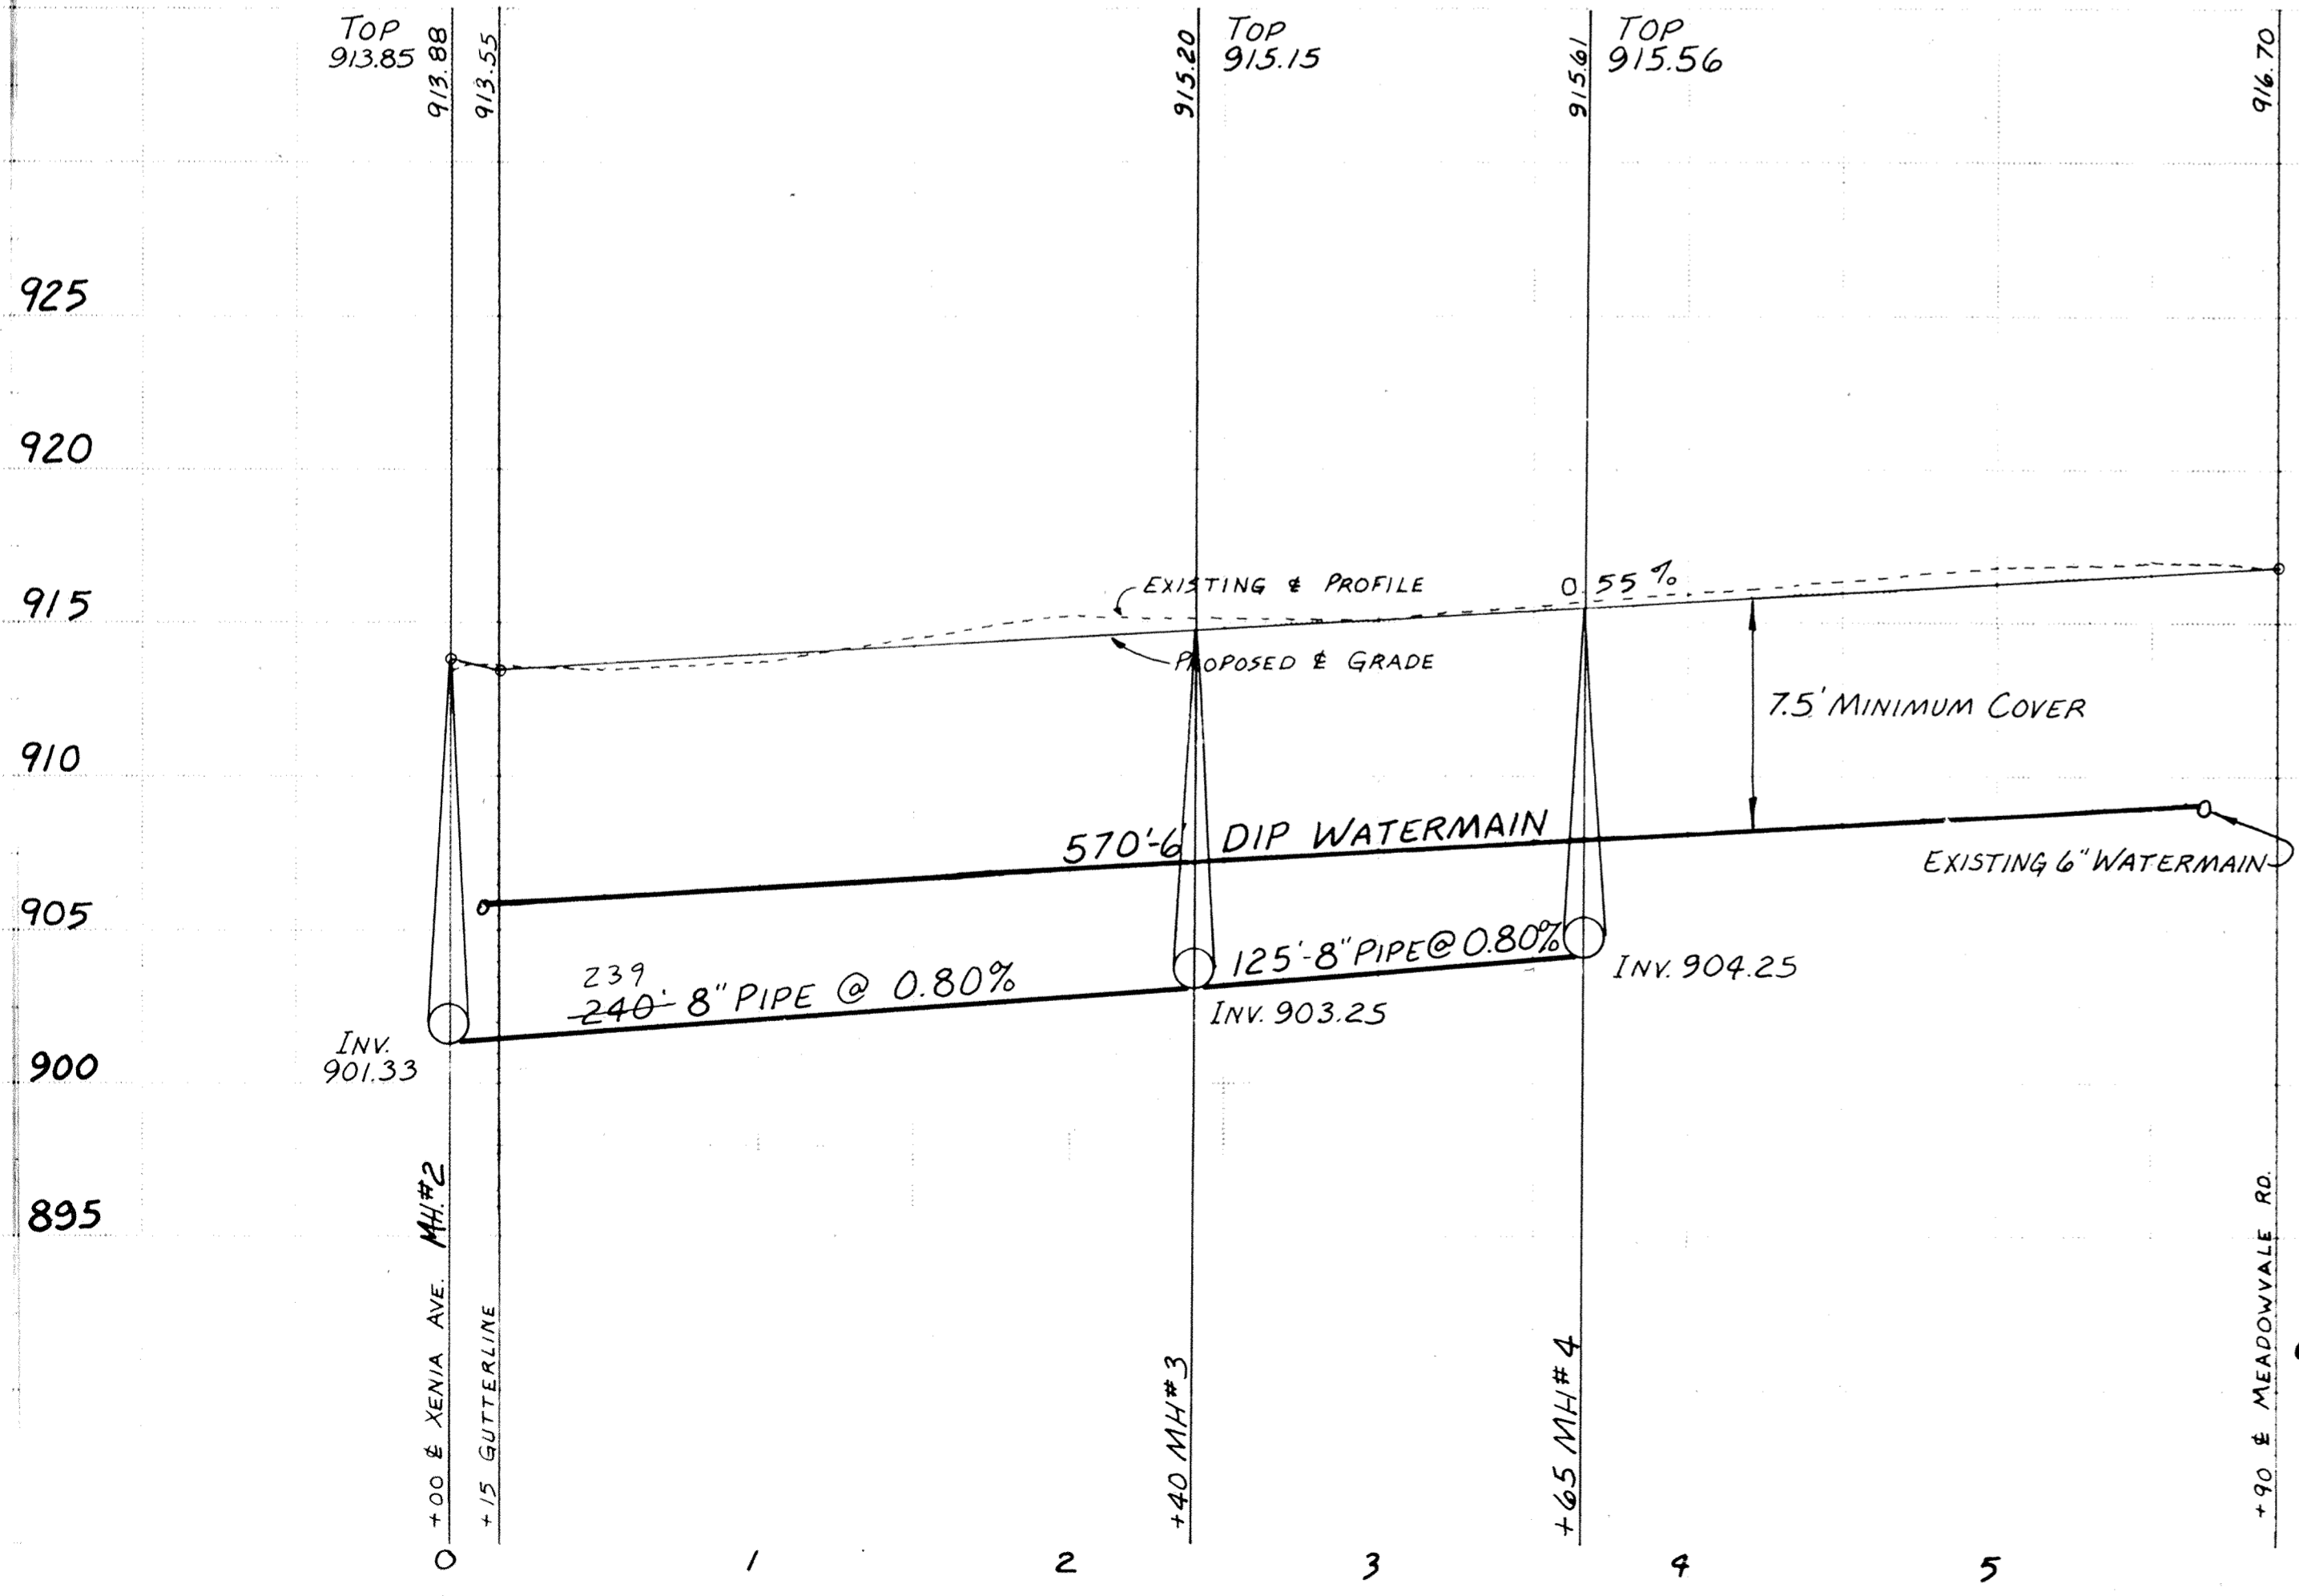 TOP
913.85
913.88
913.55
915.20
TOP
915.15
915.61
TOP
915.56
916.70
925
920
915
910
905
900
895
EXISTING ℄ PROFILE
0.55%
PROPOSED ℄ GRADE
7.5' MINIMUM COVER
570'-6" DIP WATERMAIN
EXISTING 6" WATERMAIN
239
240'- 8" PIPE @ 0.80%
125'-8" PIPE @ 0.80%
INV. 904.25
INV. 903.25
INV.
901.33
+00 ℄ XENIA AVE. MH.#2
+15 GUTTERLINE
+40 MH#3
+65 MH#4
+90 ℄ MEADOWVALE RD.
0 1 2 3 4 5